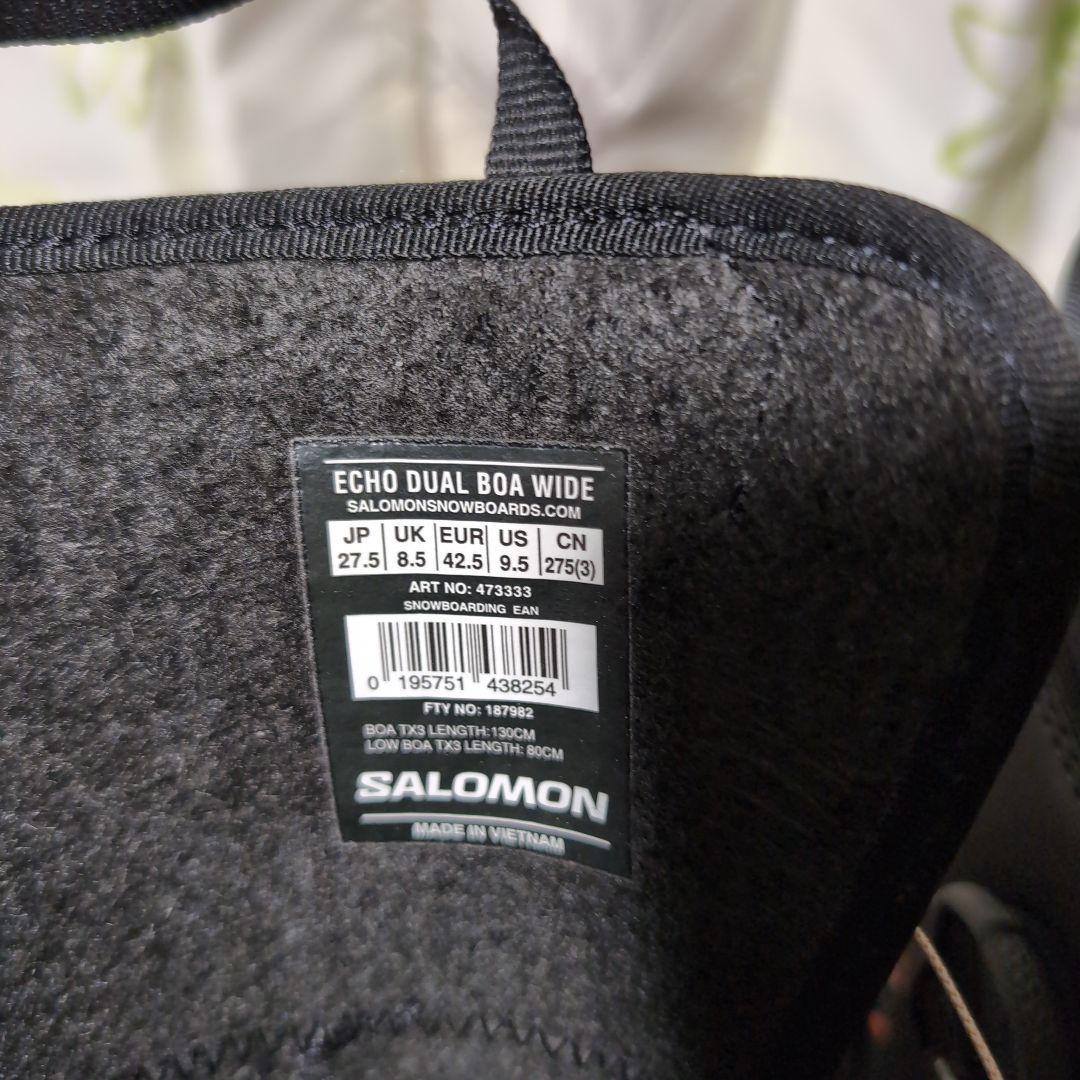 ECHO DUAL BOA WIDE
SALOMONSNOWBOARDS.COM
JP UK EUR US CN
27.5 8.5 42.5 9.5 275(3)
ART NO: 473333
SNOWBOARDING EAN
0 195751 438254
FTY NO: 187982
BOA TX3 LENGTH:130CM
LOW BOA TX3 LENGTH: 80CM
SALOMON
MADE IN VIETNAM